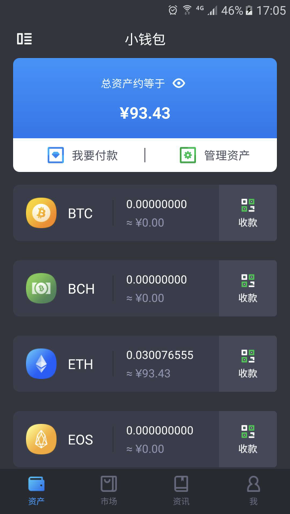 4G 46% 17:05
小钱包
总资产约等于
¥93.43
我要付款 管理资产
BTC 0.00000000 ≈ ¥0.00 收款
BCH 0.00000000 ≈ ¥0.00 收款
ETH 0.030076555 ≈ ¥93.43 收款
EOS 0.000000000 ≈ ¥0.00 收款
资产 市场 资讯 我